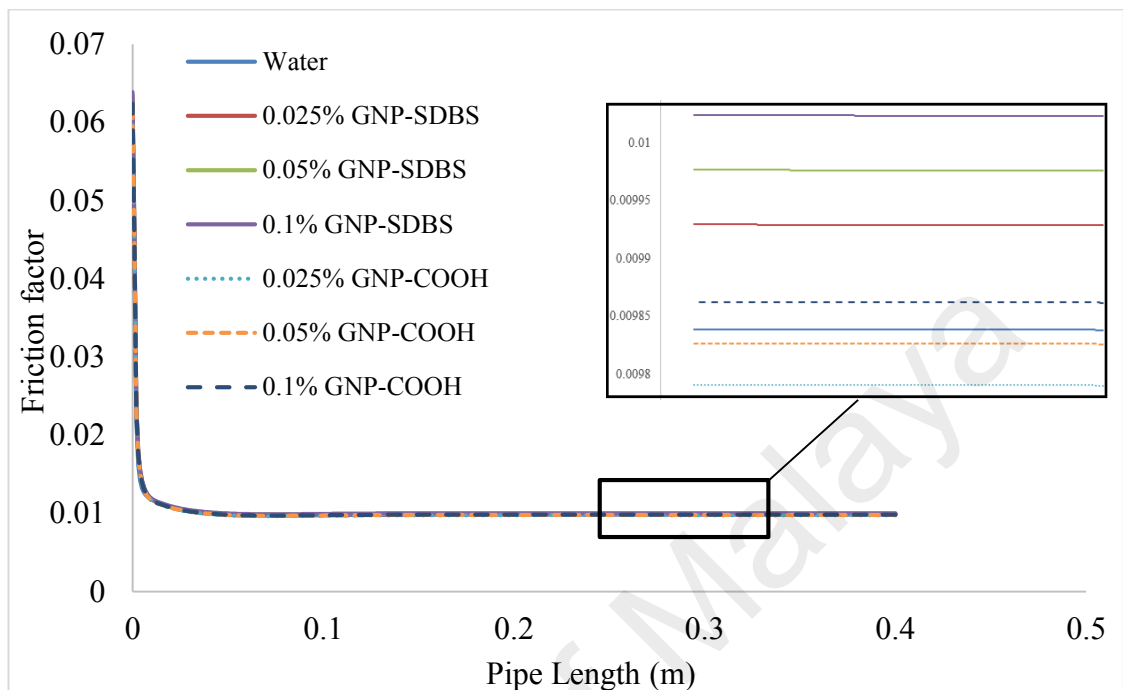 0.07
0.06
0.05
0.04
0.03
0.02
0.01
0
Friction factor
Water
0.025% GNP-SDBS
0.05% GNP-SDBS
0.1% GNP-SDBS
0.025% GNP-COOH
0.05% GNP-COOH
0.1% GNP-COOH
0.01
0.00995
0.0099
0.00985
0.0098
0 0.1 0.2 0.3 0.4 0.5
Pipe Length (m)
of Malaya